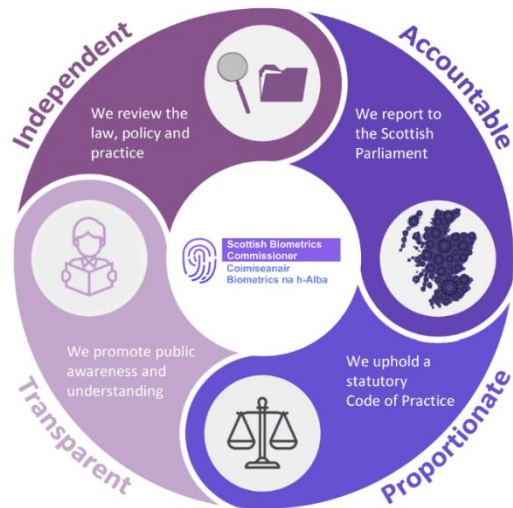 Independent
We review the
law, policy and
practice
Accountable
We report to
the Scottish
Parliament
Scottish Biometrics
Commissioner
Coimiseanair
Biometrics na h-Alba
Transparent
We promote public
awareness and
understanding
Proportionate
We uphold a
statutory
Code of Practice